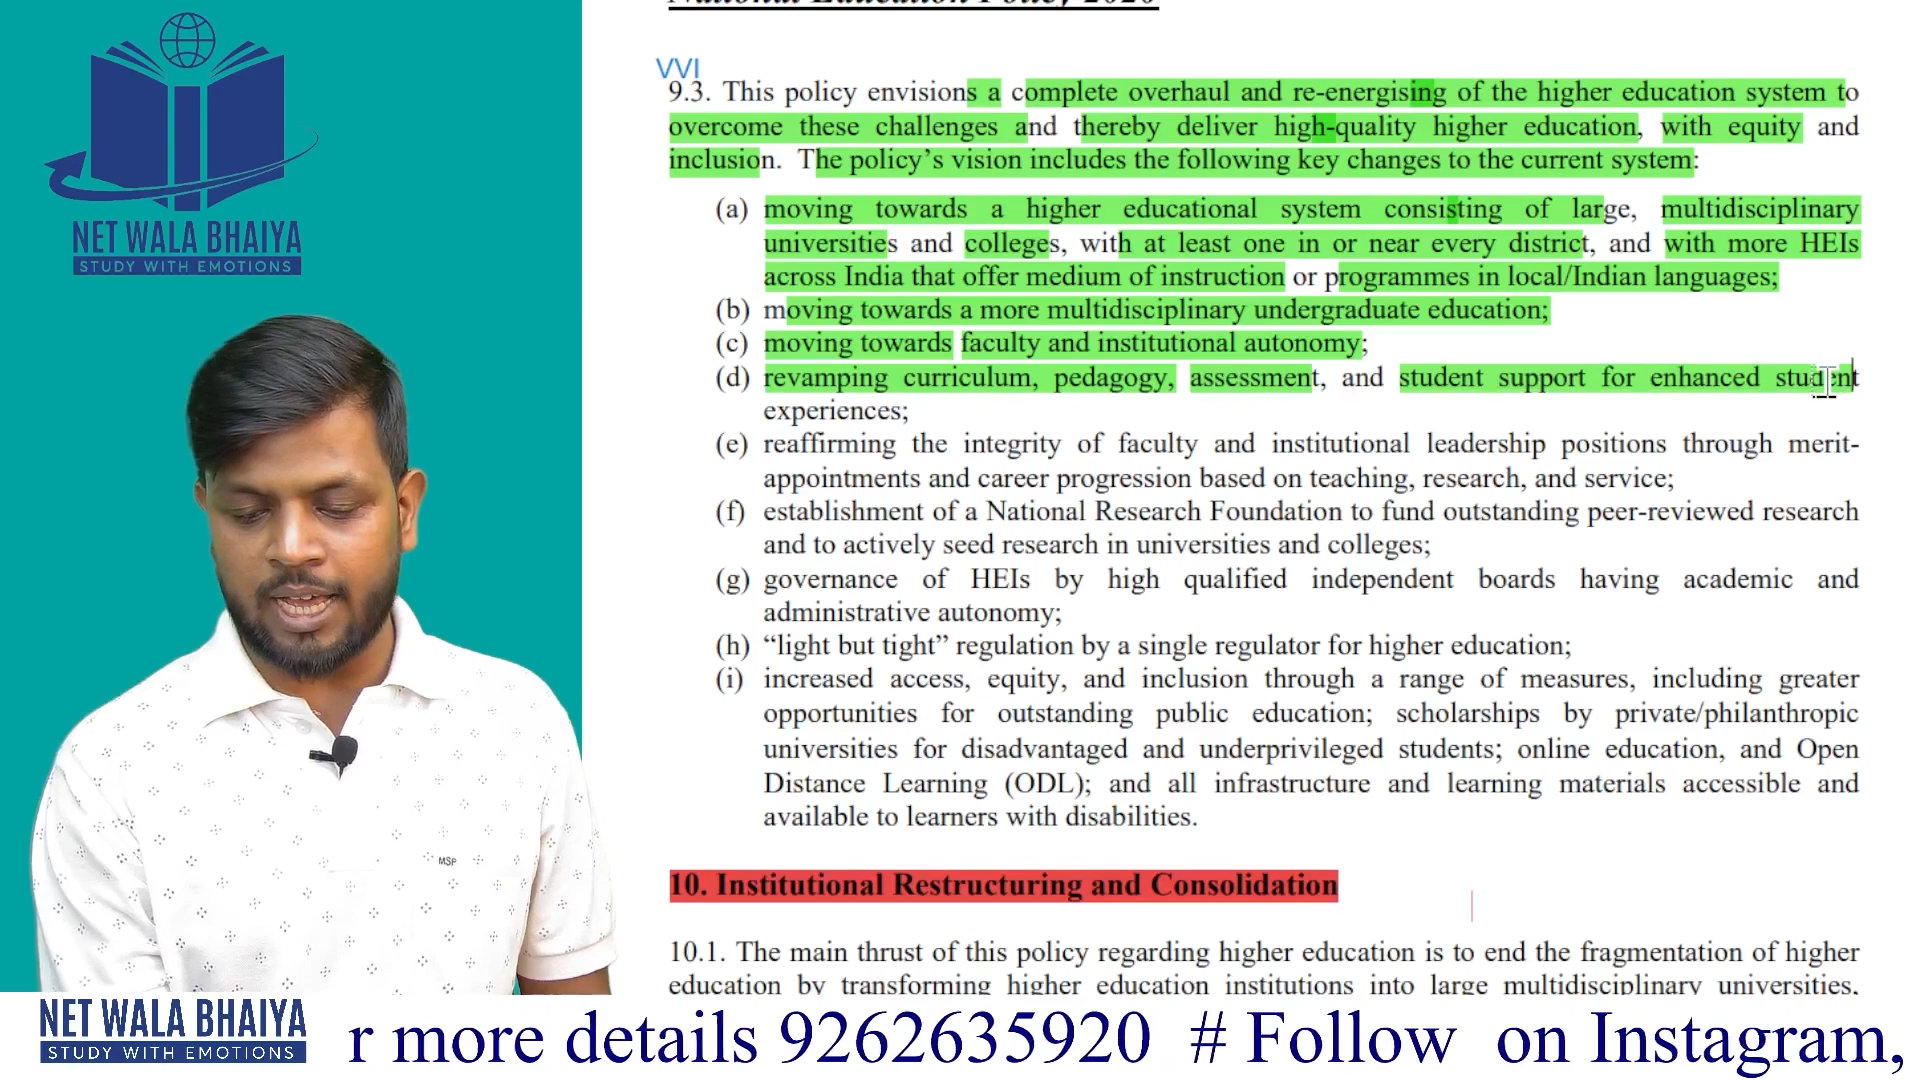 National Education Policy 2020
VVI
9.3. This policy envisions a complete overhaul and re-energising of the higher education system to
overcome these challenges and thereby deliver high-quality higher education, with equity and
inclusion. The policy’s vision includes the following key changes to the current system:
(a) moving towards a higher educational system consisting of large, multidisciplinary
universities and colleges, with at least one in or near every district, and with more HEIs
across India that offer medium of instruction or programmes in local/Indian languages;
(b) moving towards a more multidisciplinary undergraduate education;
(c) moving towards faculty and institutional autonomy;
(d) revamping curriculum, pedagogy, assessment, and student support for enhanced student
experiences;
(e) reaffirming the integrity of faculty and institutional leadership positions through merit-
appointments and career progression based on teaching, research, and service;
(f) establishment of a National Research Foundation to fund outstanding peer-reviewed research
and to actively seed research in universities and colleges;
(g) governance of HEIs by high qualified independent boards having academic and
administrative autonomy;
(h) “light but tight” regulation by a single regulator for higher education;
(i) increased access, equity, and inclusion through a range of measures, including greater
opportunities for outstanding public education; scholarships by private/philanthropic
universities for disadvantaged and underprivileged students; online education, and Open
Distance Learning (ODL); and all infrastructure and learning materials accessible and
available to learners with disabilities.
10. Institutional Restructuring and Consolidation
10.1. The main thrust of this policy regarding higher education is to end the fragmentation of higher
education by transforming higher education institutions into large multidisciplinary universities,
NET WALA BHAIYA
STUDY WITH EMOTIONS
MSP
NET WALA BHAIYA
STUDY WITH EMOTIONS
r more details 9262635920 # Follow on Instagram,